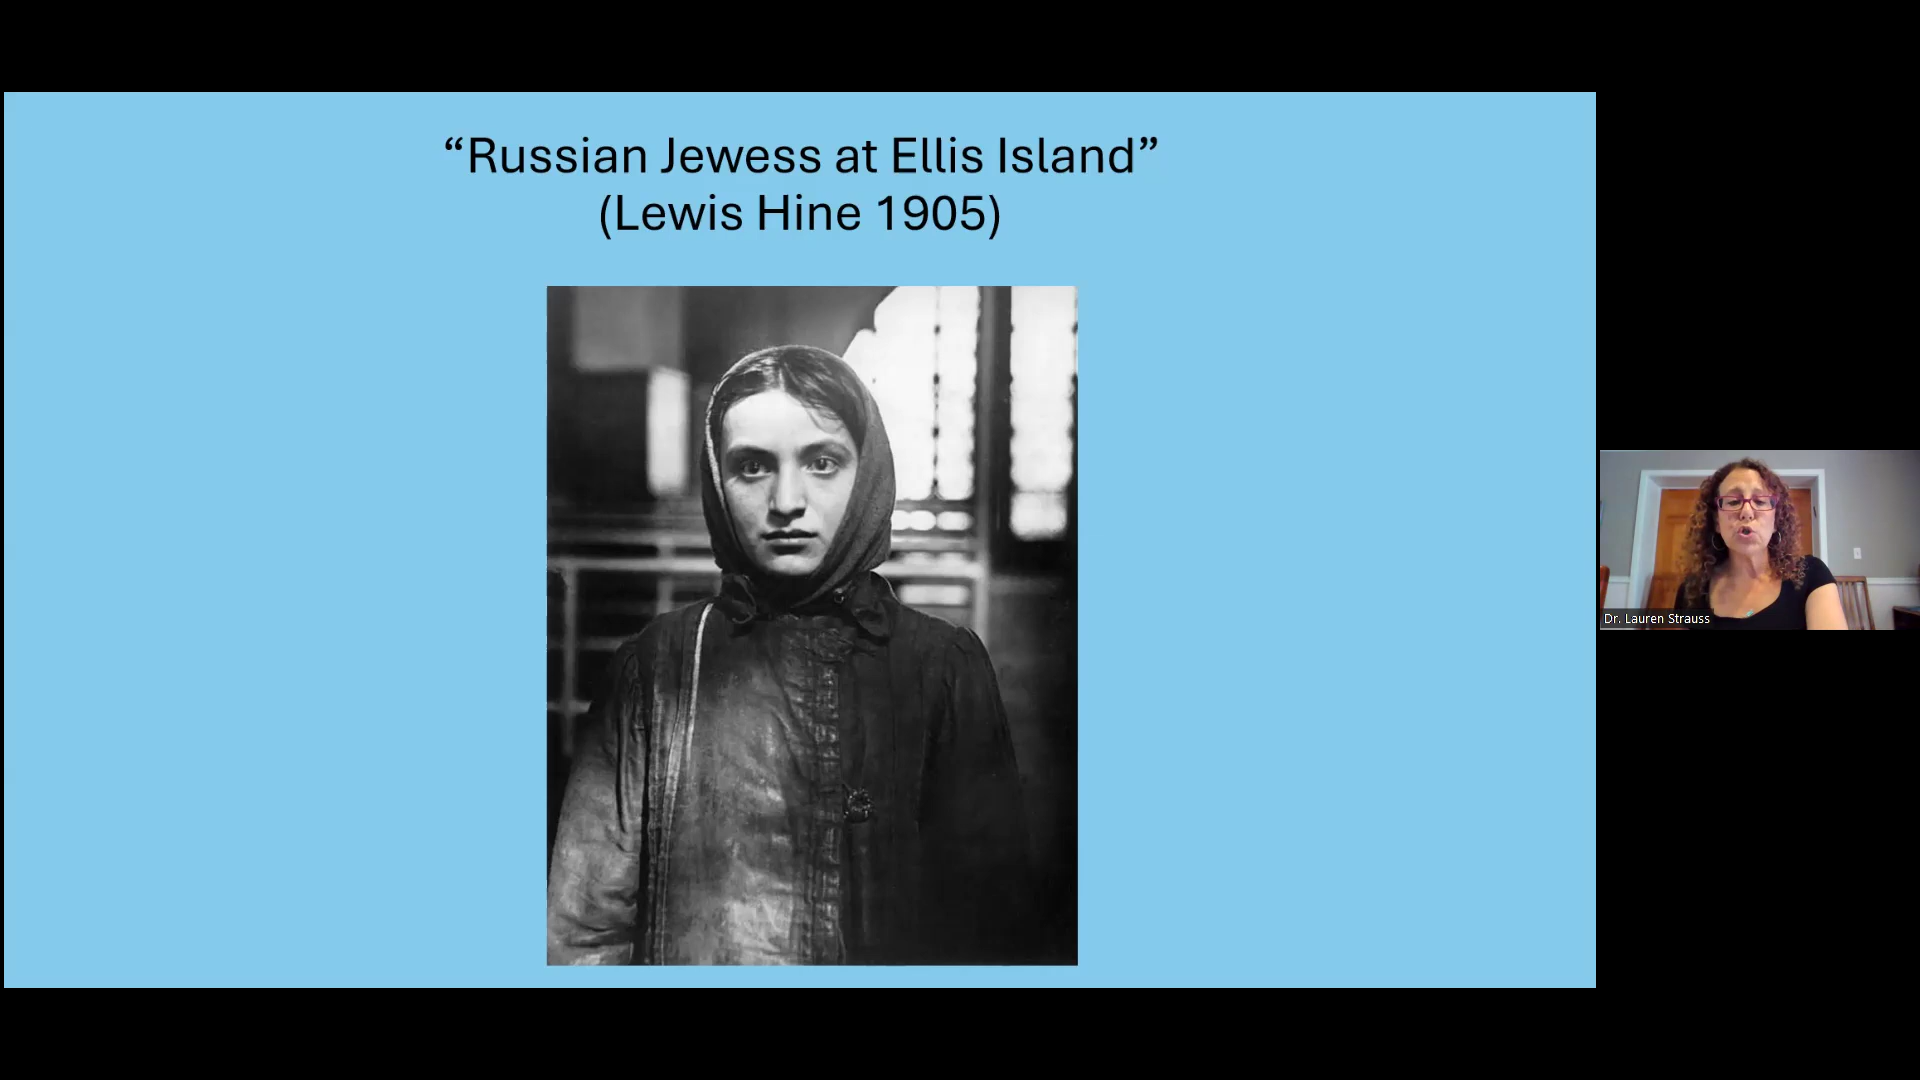 “Russian Jewess at Ellis Island”
(Lewis Hine 1905)
Dr. Lauren Strauss